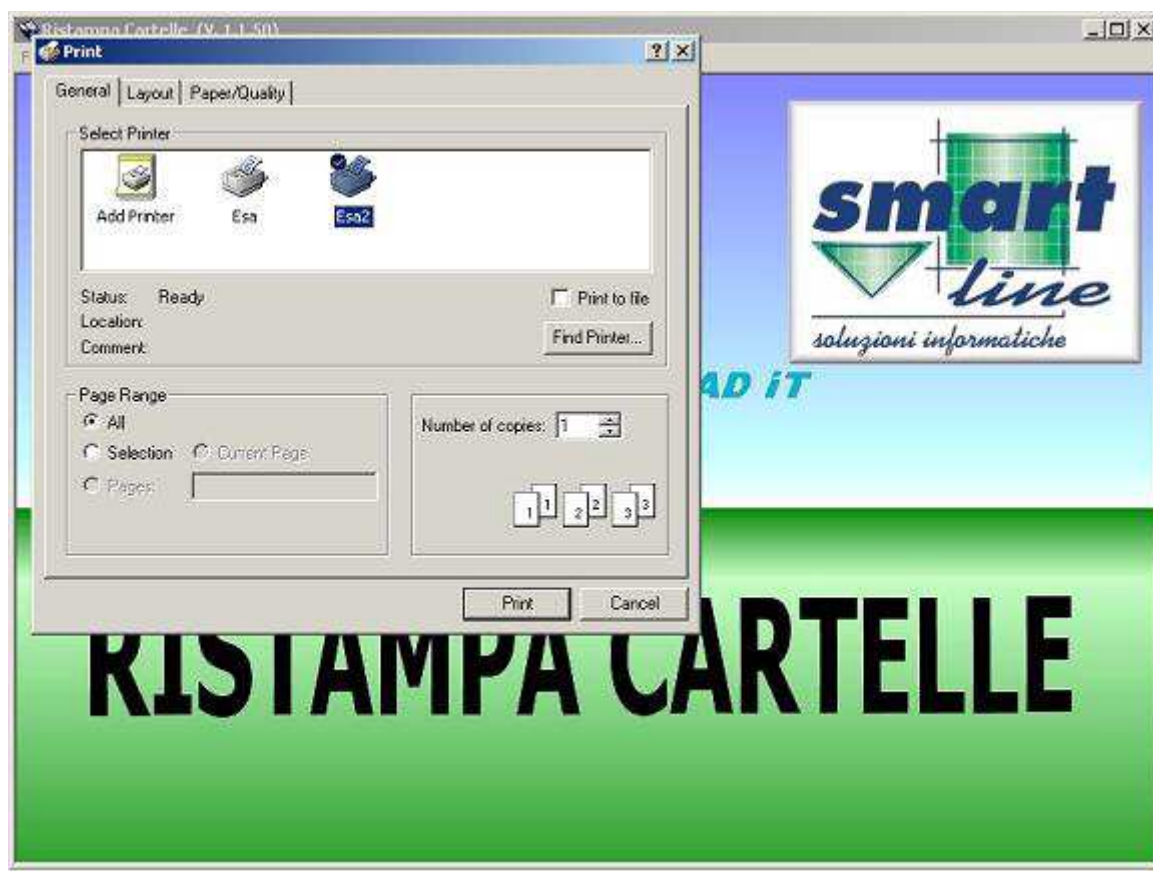 Ristampa Cartelle (V. 1.1.50)
Print
General Layout Paper/Quality
Select Printer
Add Printer Esa Esa2
Status: Ready
Print to file
Location:
Find Printer...
Comment:
Page Range
All
Number of copies: 1
Selection Current Page
Pages:
1 1 2 2 3 3
Print Cancel
smart
line
soluzioni informatiche
AD iT
RISTAMPA CARTELLE